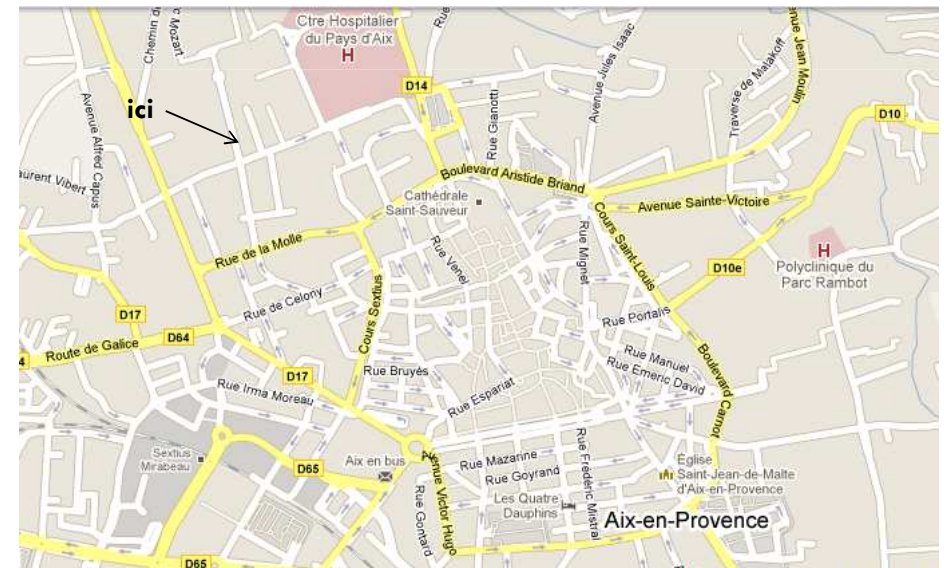 Ctre Hospitalier
du Pays d'Aix
H
Rue
Chemin de
c Mozart
Avenue Jules Isaac
enue Jean Moulin
ici
D14
Avenue Alfred Capus
Rue Gianotti
Traverse de Malakoff
D10
aurent Vibert
Boulevard Aristide Briand
Cathédrale
Saint-Sauveur
Avenue Sainte-Victoire
Rue de la Molle
Rue Venel
Rue Mignet
Cours Saint-Louis
H
Polyclinique du
Parc Rambot
D10e
Rue de Celony
Cours Sextius
D17
Rue Portalis
Route de Galice
D64
4
Rue Manuel
Rue Emeric David
Boulevard Carnot
Rue Bruyès
D17
Rue Irma Moreau
Rue Espariat
Sextius
Mirabeau
D65
Aix en bus
Avenue Victor Hugo
Rue Mazarine
Rue Goyrand
Rue Frédéric Mistral
Église
Saint-Jean-de-Malte
d'Aix-en-Provence
Rue Gontard
Les Quatre
Dauphins
Aix-en-Provence
D65